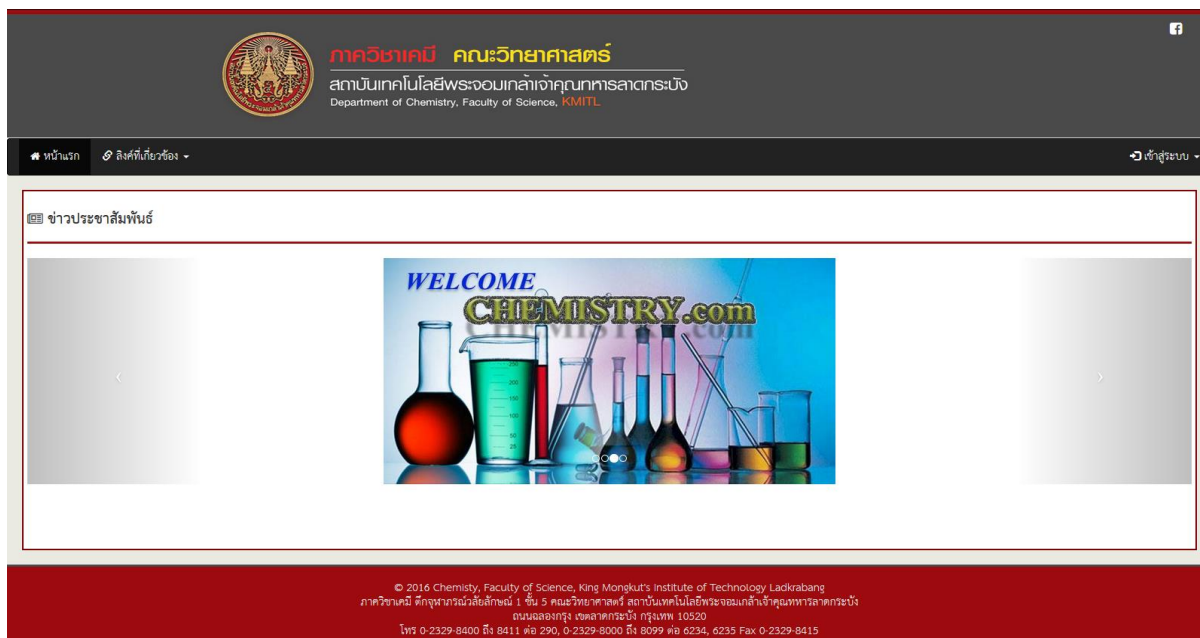 ภาควิชาเคมี คณะวิทยาศาสตร์
สถาบันเทคโนโลยีพระจอมเกล้าเจ้าคุณทหารลาดกระบัง
Department of Chemistry, Faculty of Science, KMITL
หน้าแรก ลิงค์ที่เกี่ยวข้อง เข้าสู่ระบบ
ข่าวประชาสัมพันธ์
WELCOME
CHEMISTRY.com
© 2016 Chemisty, Faculty of Science, King Mongkut's Institute of Technology Ladkrabang
ภาควิชาเคมี ตึกจุฬาภรณ์วลัยลักษณ์ 1 ชั้น 5 คณะวิทยาศาสตร์ สถาบันเทคโนโลยีพระจอมเกล้าเจ้าคุณทหารลาดกระบัง
ถนนฉลองกรุง เขตลาดกระบัง กรุงเทพ 10520
โทร 0-2329-8400 ถึง 8411 ต่อ 290, 0-2329-8000 ถึง 8099 ต่อ 6234, 6235 Fax 0-2329-8415